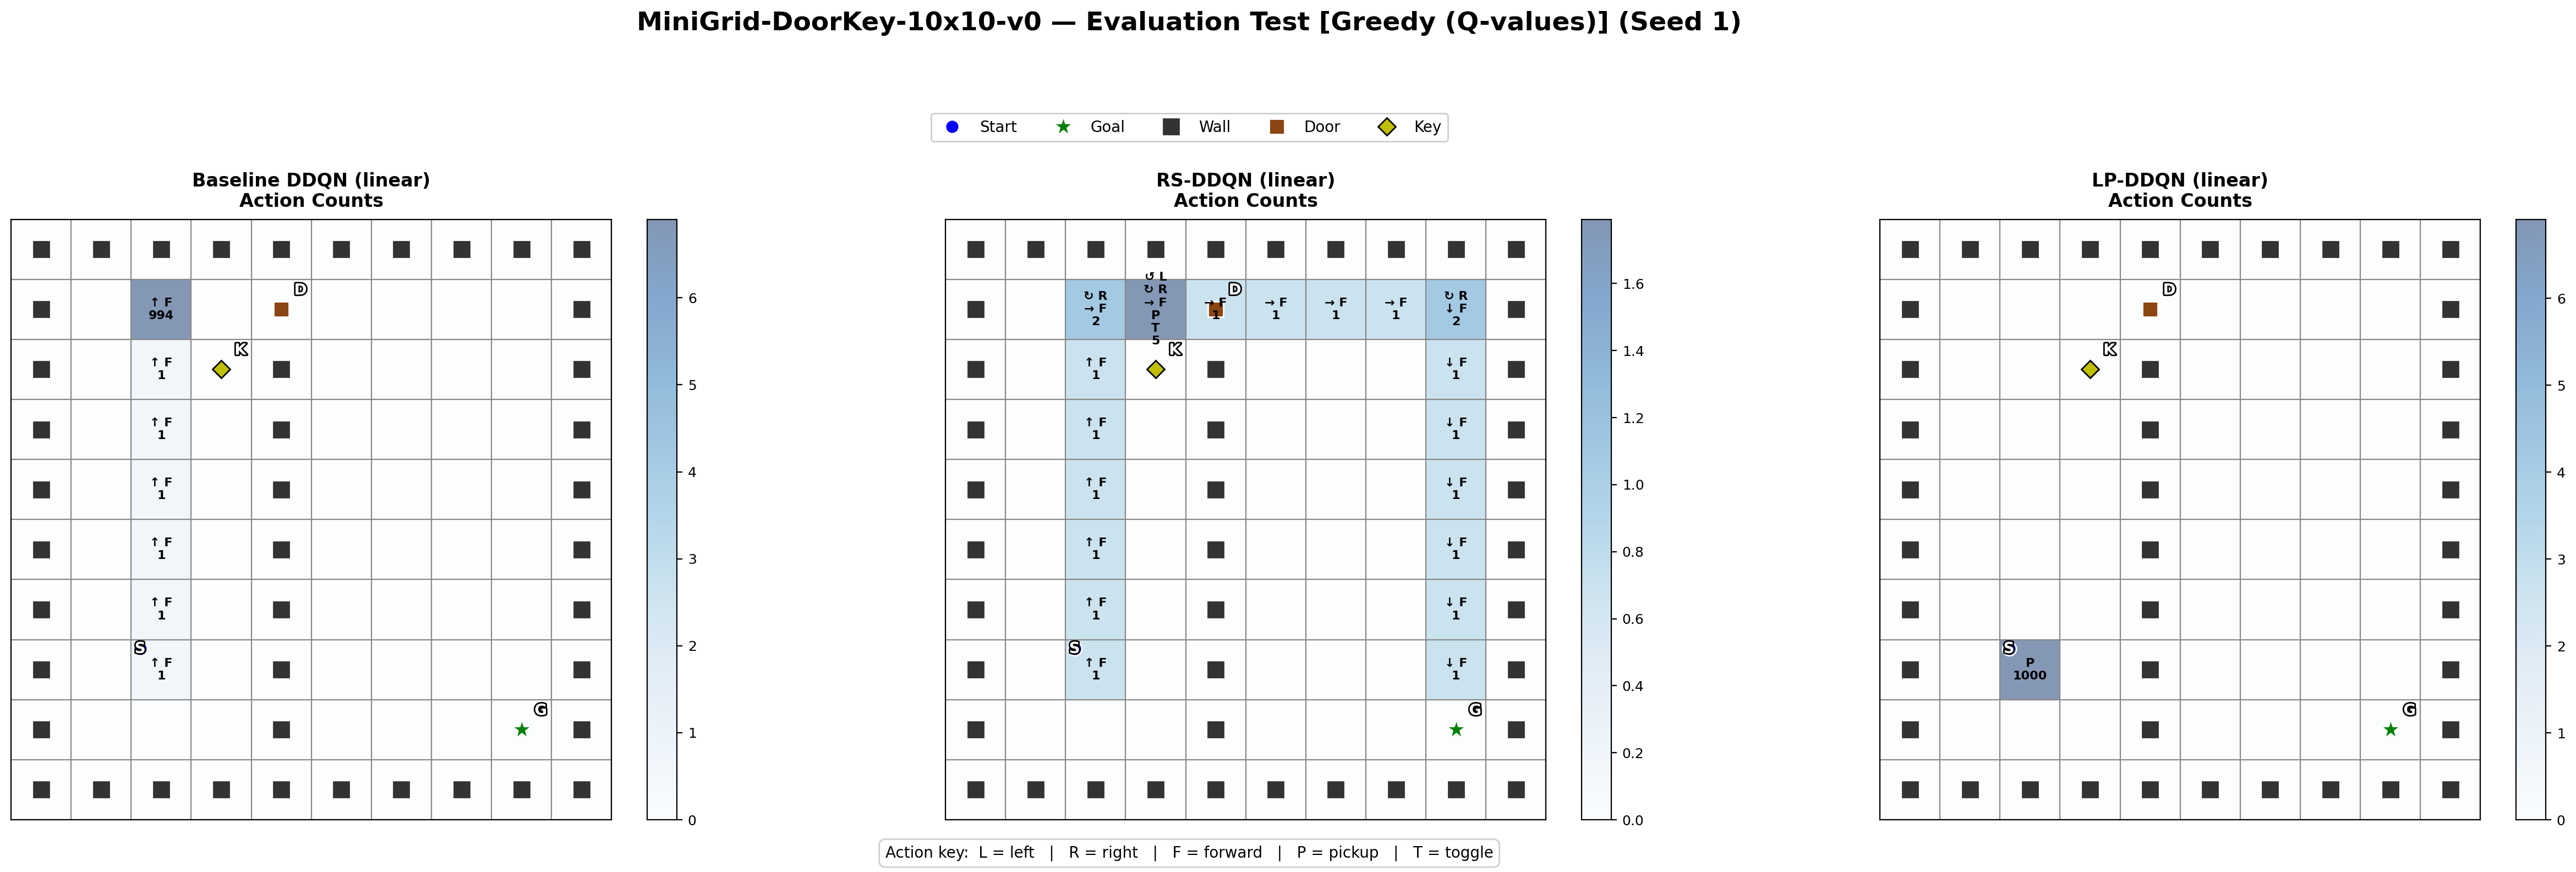 MiniGrid-DoorKey-10x10-v0 — Evaluation Test [Greedy (Q-values)] (Seed 1)
Start Goal Wall Door Key
Baseline DDQN (linear)
Action Counts
↑ F
994
D
↑ F
1
K
↑ F
1
↑ F
1
↑ F
1
↑ F
1
S
↑ F
1
G
6
5
4
3
2
1
0
RS-DDQN (linear)
Action Counts
↻ R
→ F
2
↺ L
↻ R
→ F
P
T
5
→ F
1
D
→ F
1
→ F
1
→ F
1
↻ R
↓ F
2
↑ F
1
K
↓ F
1
↑ F
1
↓ F
1
↑ F
1
↓ F
1
↑ F
1
↓ F
1
↑ F
1
↓ F
1
S
↑ F
1
↓ F
1
G
1.6
1.4
1.2
1.0
0.8
0.6
0.4
0.2
0.0
LP-DDQN (linear)
Action Counts
D
K
S
P
1000
G
6
5
4
3
2
1
0
Action key: L = left | R = right | F = forward | P = pickup | T = toggle